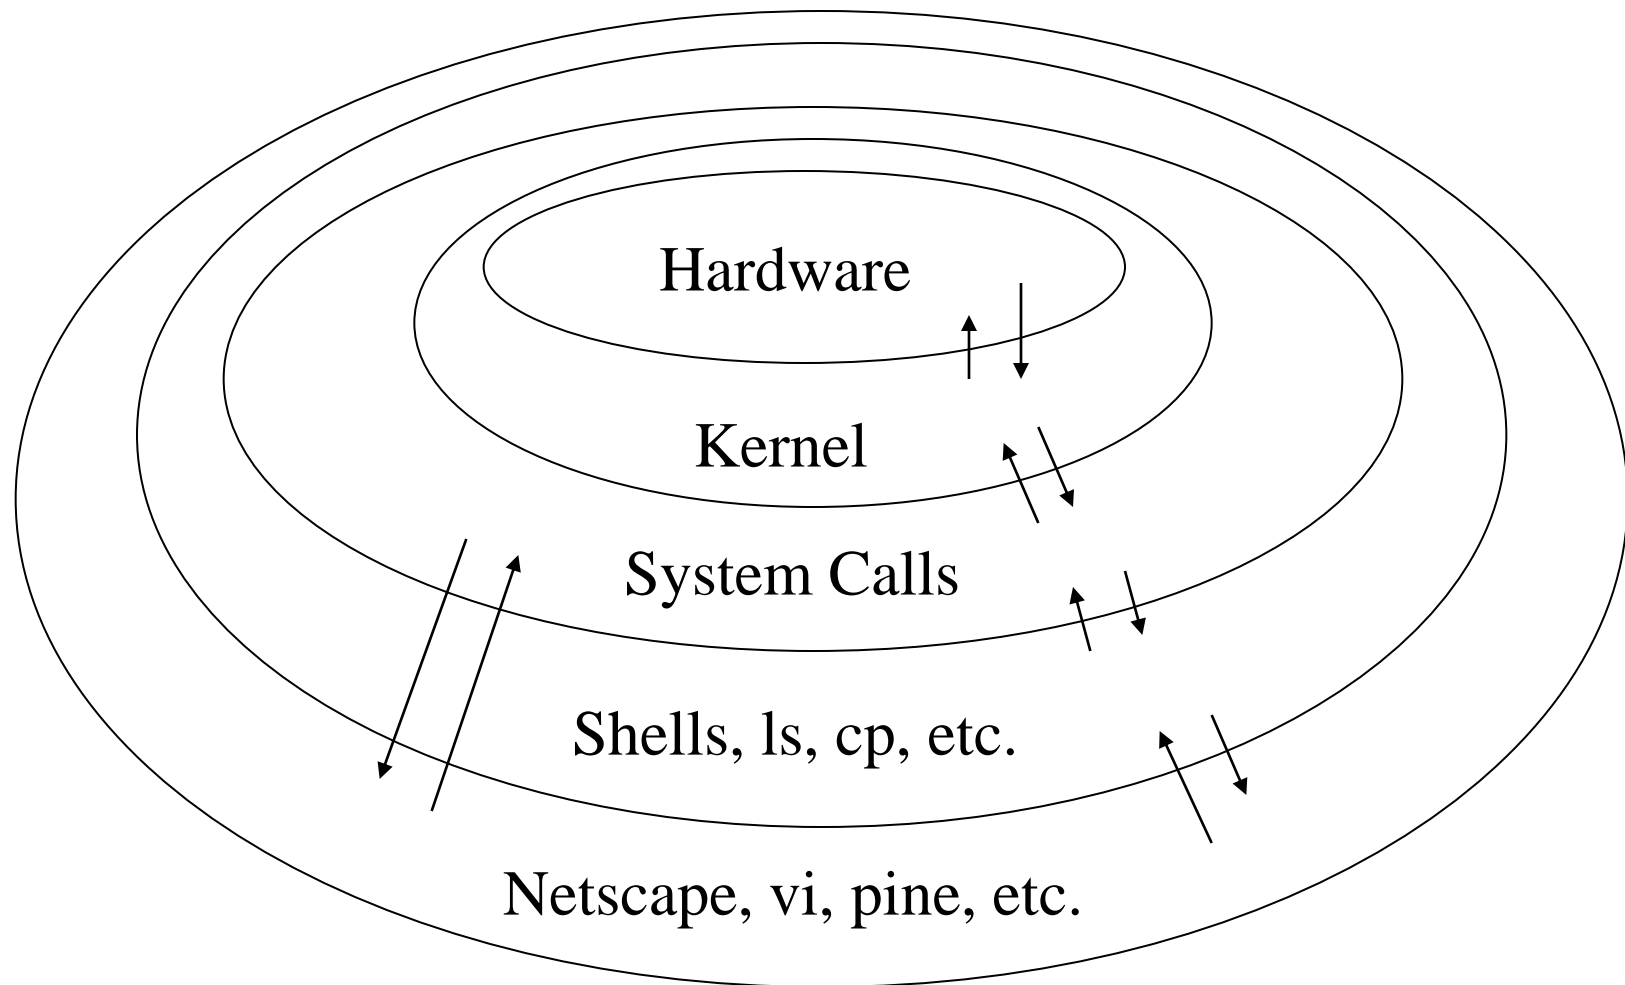 Hardware
Kernel
System Calls
Shells, ls, cp, etc.
Netscape, vi, pine, etc.